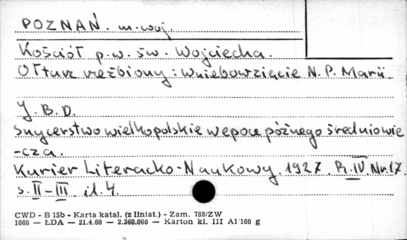 POZNAŃ. m. woj.
Kościół p.w. św. Wojciecha.
Ołtarz rzeźbiony: Wniebowzięcie N. P. Marii
Y. B. D.
Snycerstwo wielkopolskie w epoce późnego średniowie
-cza.
Kurier Literacko-Naukowy, 1927. R. IV Nr. 17.
s. II-III. il. 4.
CWD - B 15b - Karta katal. (z liniat.) - Zam. 788/ZW
1060 — ŁDA — 21.4.60 — 2.360.000 — Karton kl. III A1 160 g